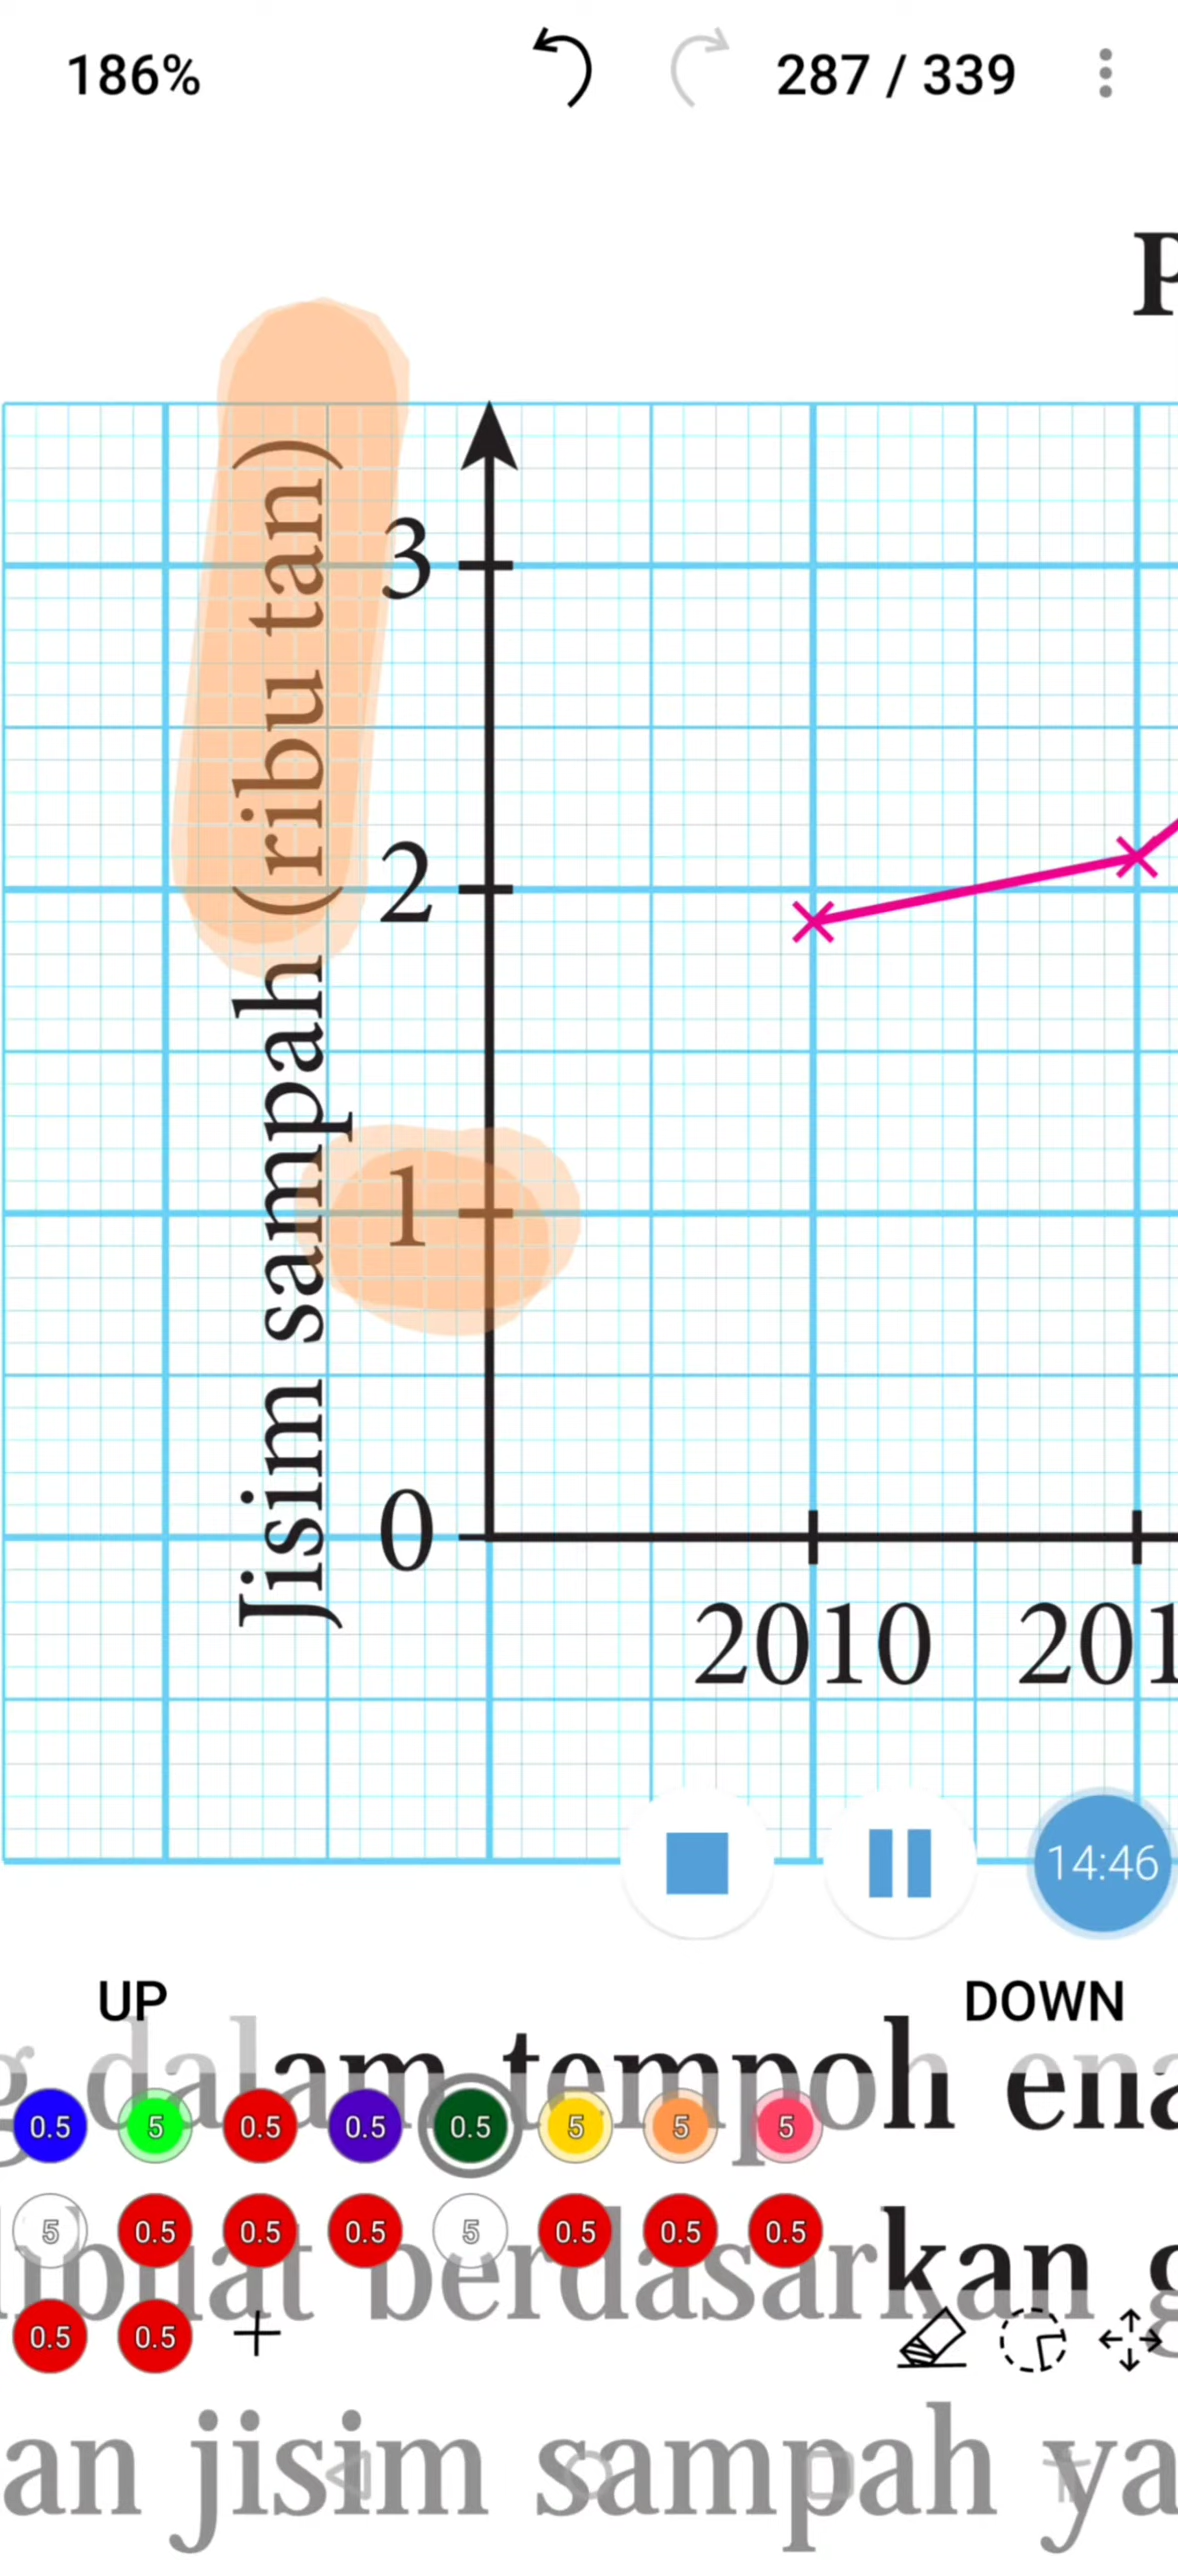 186%
287 / 339
P
3
2
1
0
Jisim sampah (ribu tan)
2010 201
14:46
UP
DOWN
g dalam tempoh ena
0.5 5 0.5 0.5 0.5 5 5 5
5 0.5 0.5 0.5 5 0.5 0.5 0.5
ibuat berdasarkan g
0.5 0.5 +
an jisim sampah ya